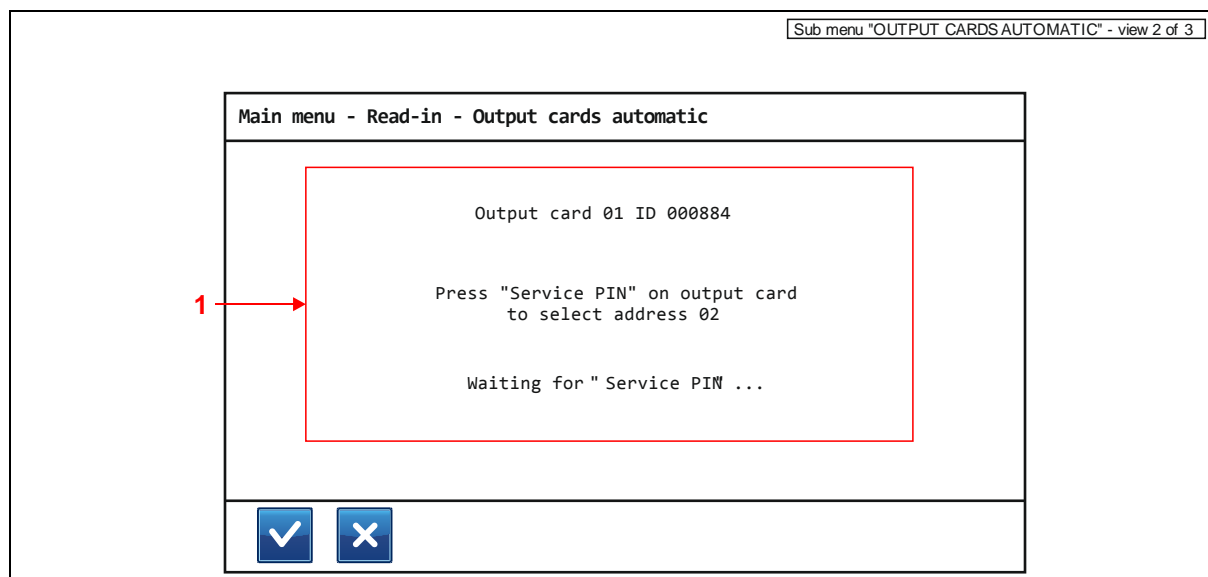 Sub menu "OUTPUT CARDS AUTOMATIC" - view 2 of 3
Main menu - Read-in - Output cards automatic
Output card 01 ID 000884
1
Press "Service PIN" on output card
to select address 02
Waiting for " Service PIN" ...